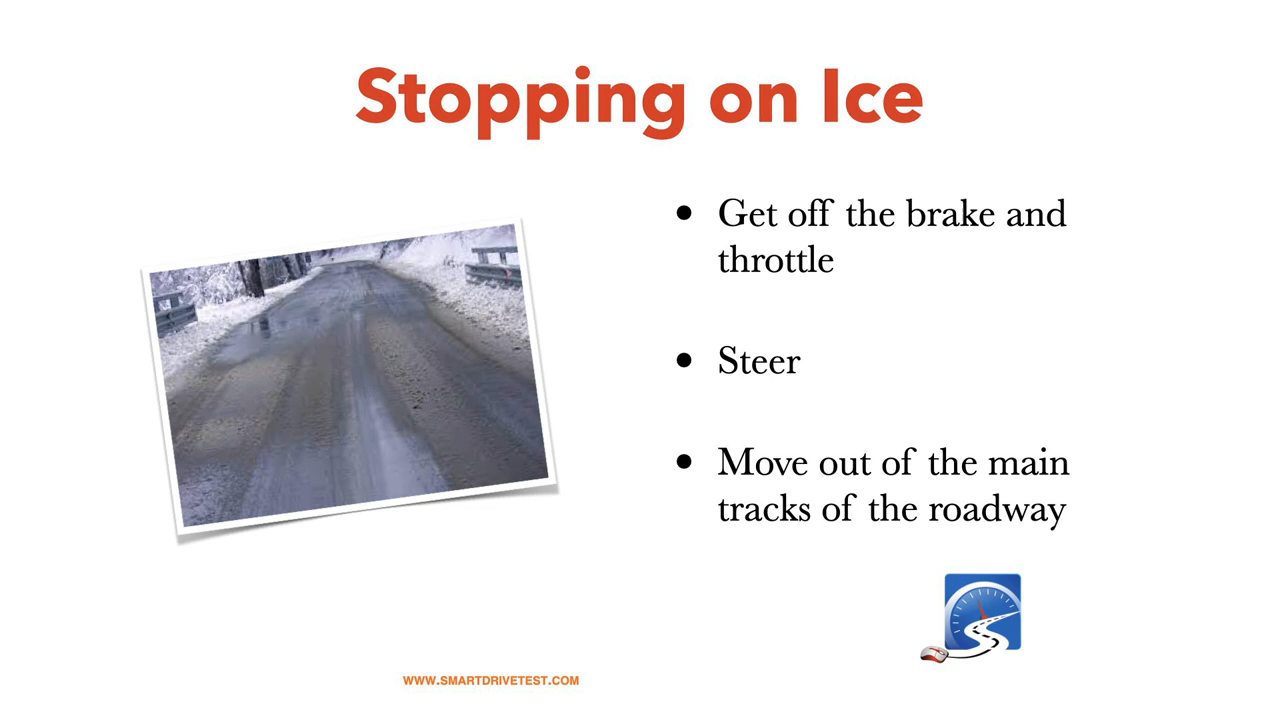 Stopping on Ice
• Get off the brake and
throttle
• Steer
• Move out of the main
tracks of the roadway
WWW.SMARTDRIVETEST.COM